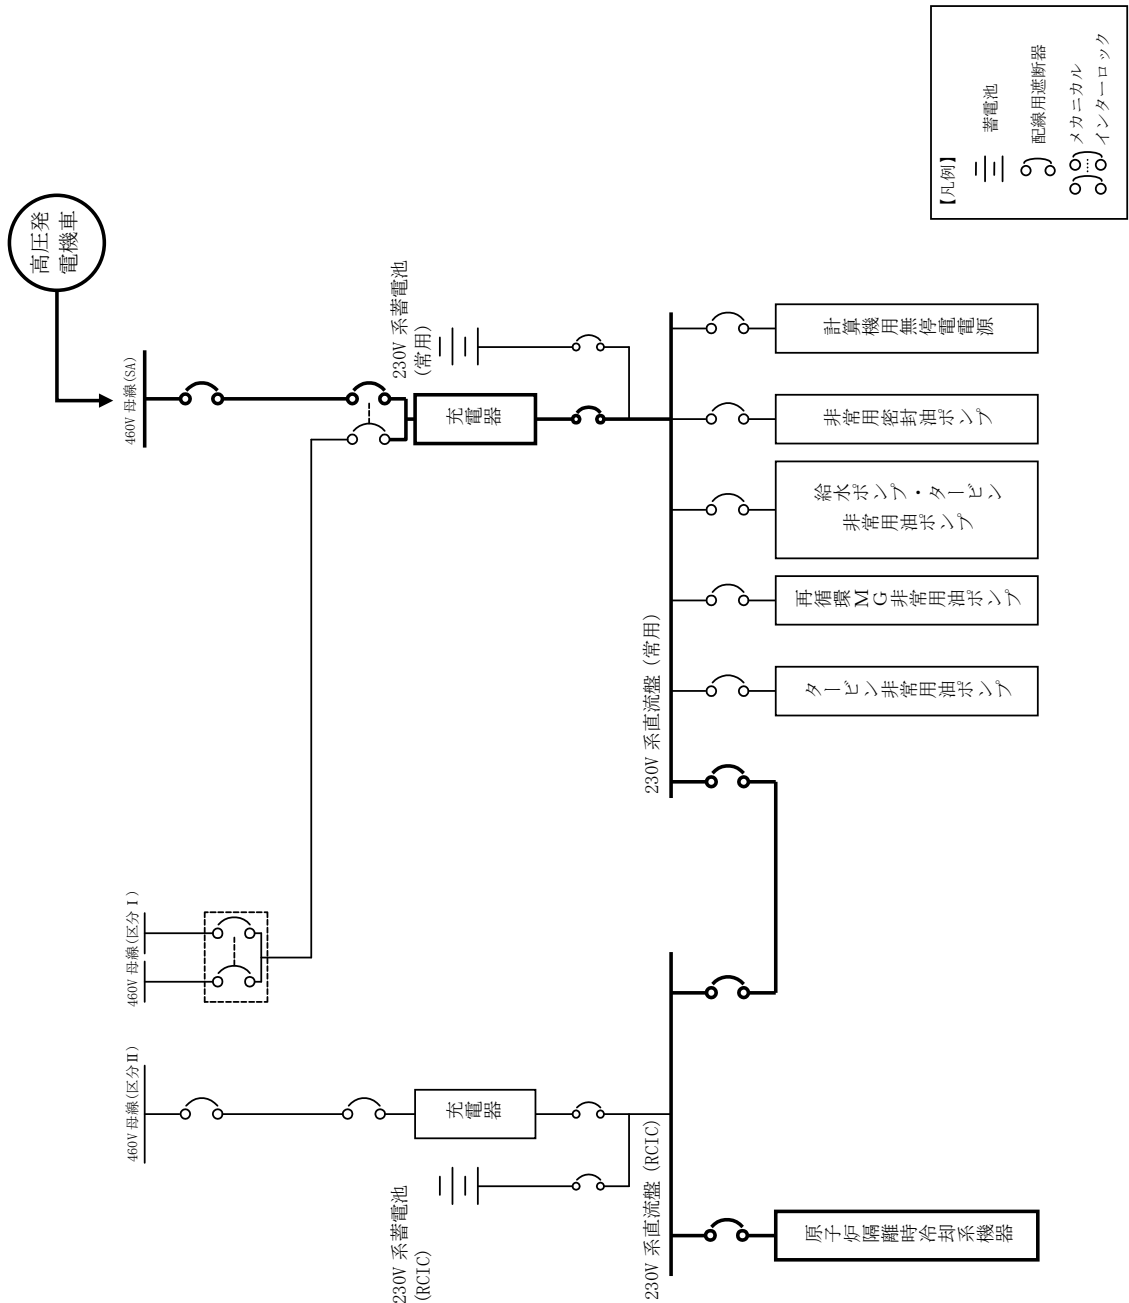 【凡例】
蓄電池
配線用遮断器
メカニカル
インターロック
高圧発
電機車
460V 母線(SA)
460V 母線(区分Ⅰ)
460V 母線(区分Ⅱ)
230V 系蓄電池
(常用)
充電器
230V 系直流盤 (常用)
計算機用無停電電源
非常用密封油ポンプ
給水ポンプ・タービン
非常用油ポンプ
再循環MG非常用油ポンプ
タービン非常用油ポンプ
230V 系蓄電池
(RCIC)
充電器
230V 系直流盤 (RCIC)
原子炉隔離時冷却系機器